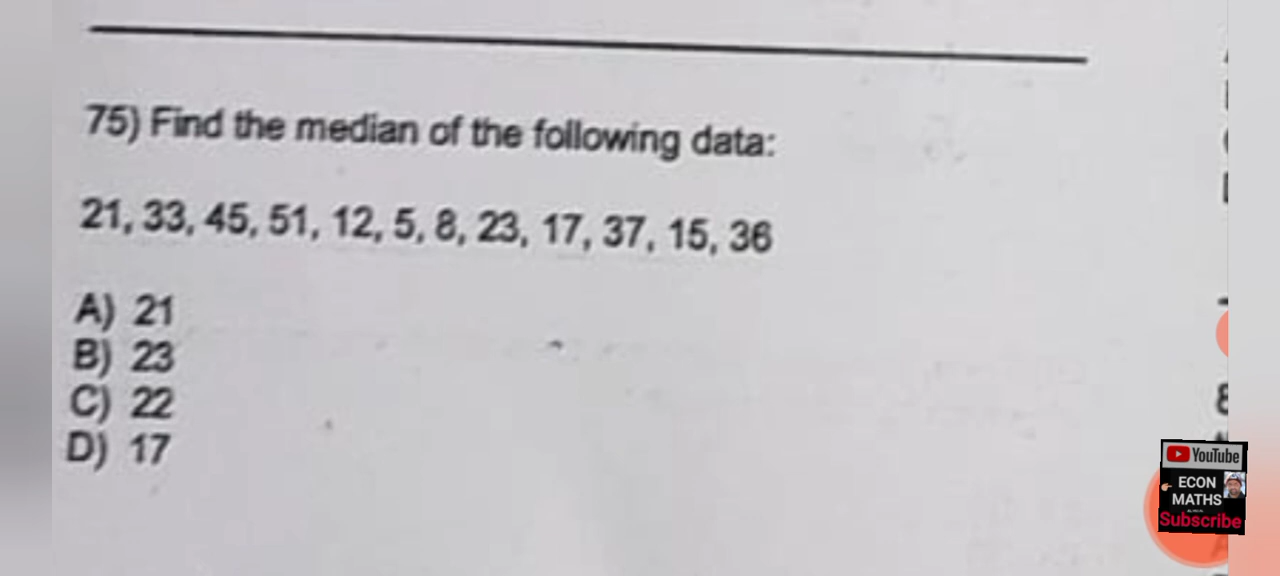 75) Find the median of the following data:
21, 33, 45, 51, 12, 5, 8, 23, 17, 37, 15, 36
A) 21
B) 23
C) 22
D) 17
YouTube
ECON
MATHS
Subscribe